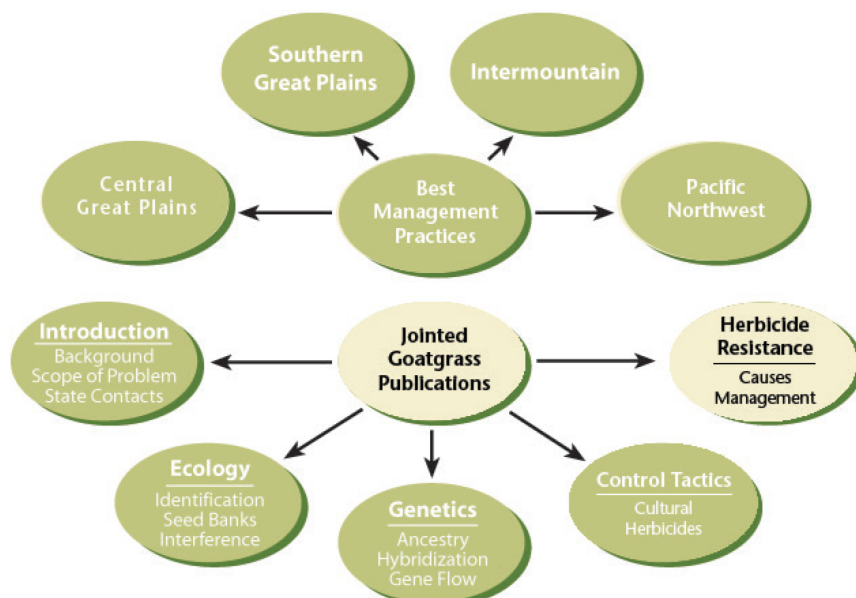 Southern
Great Plains
Intermountain
Central
Great Plains
Best
Management
Practices
Pacific
Northwest
Introduction
Background
Scope of Problem
State Contacts
Jointed
Goatgrass
Publications
Herbicide
Resistance
Causes
Management
Ecology
Identification
Seed Banks
Interference
Genetics
Ancestry
Hybridization
Gene Flow
Control Tactics
Cultural
Herbicides